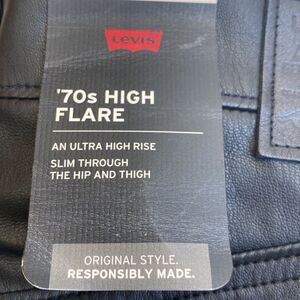 Levi's
'70s HIGH
FLARE
AN ULTRA HIGH RISE
SLIM THROUGH
THE HIP AND THIGH
ORIGINAL STYLE.
RESPONSIBLY MADE.